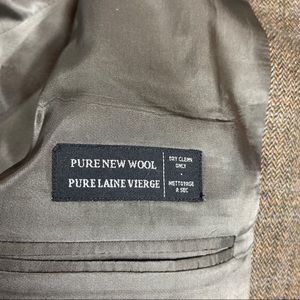 PURE NEW WOOL
PURE LAINE VIERGE
DRY CLEAN
ONLY
NETTOYAGE
A SEC